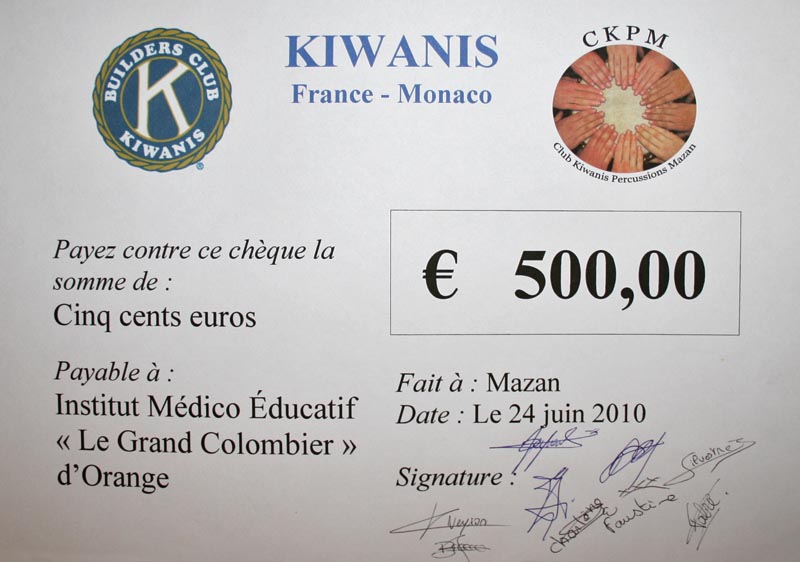 BUILDERS CLUB
KIWANIS
®
KIWANIS
France - Monaco
CKPM
Club Kiwanis Percussions Mazan
Payez contre ce chèque la
somme de :
Cinq cents euros
€ 500,00
Payable à :
Institut Médico Éducatif
« Le Grand Colombier »
d’Orange
Fait à : Mazan
Date : Le 24 juin 2010
Signature :
Neyron
Faustine